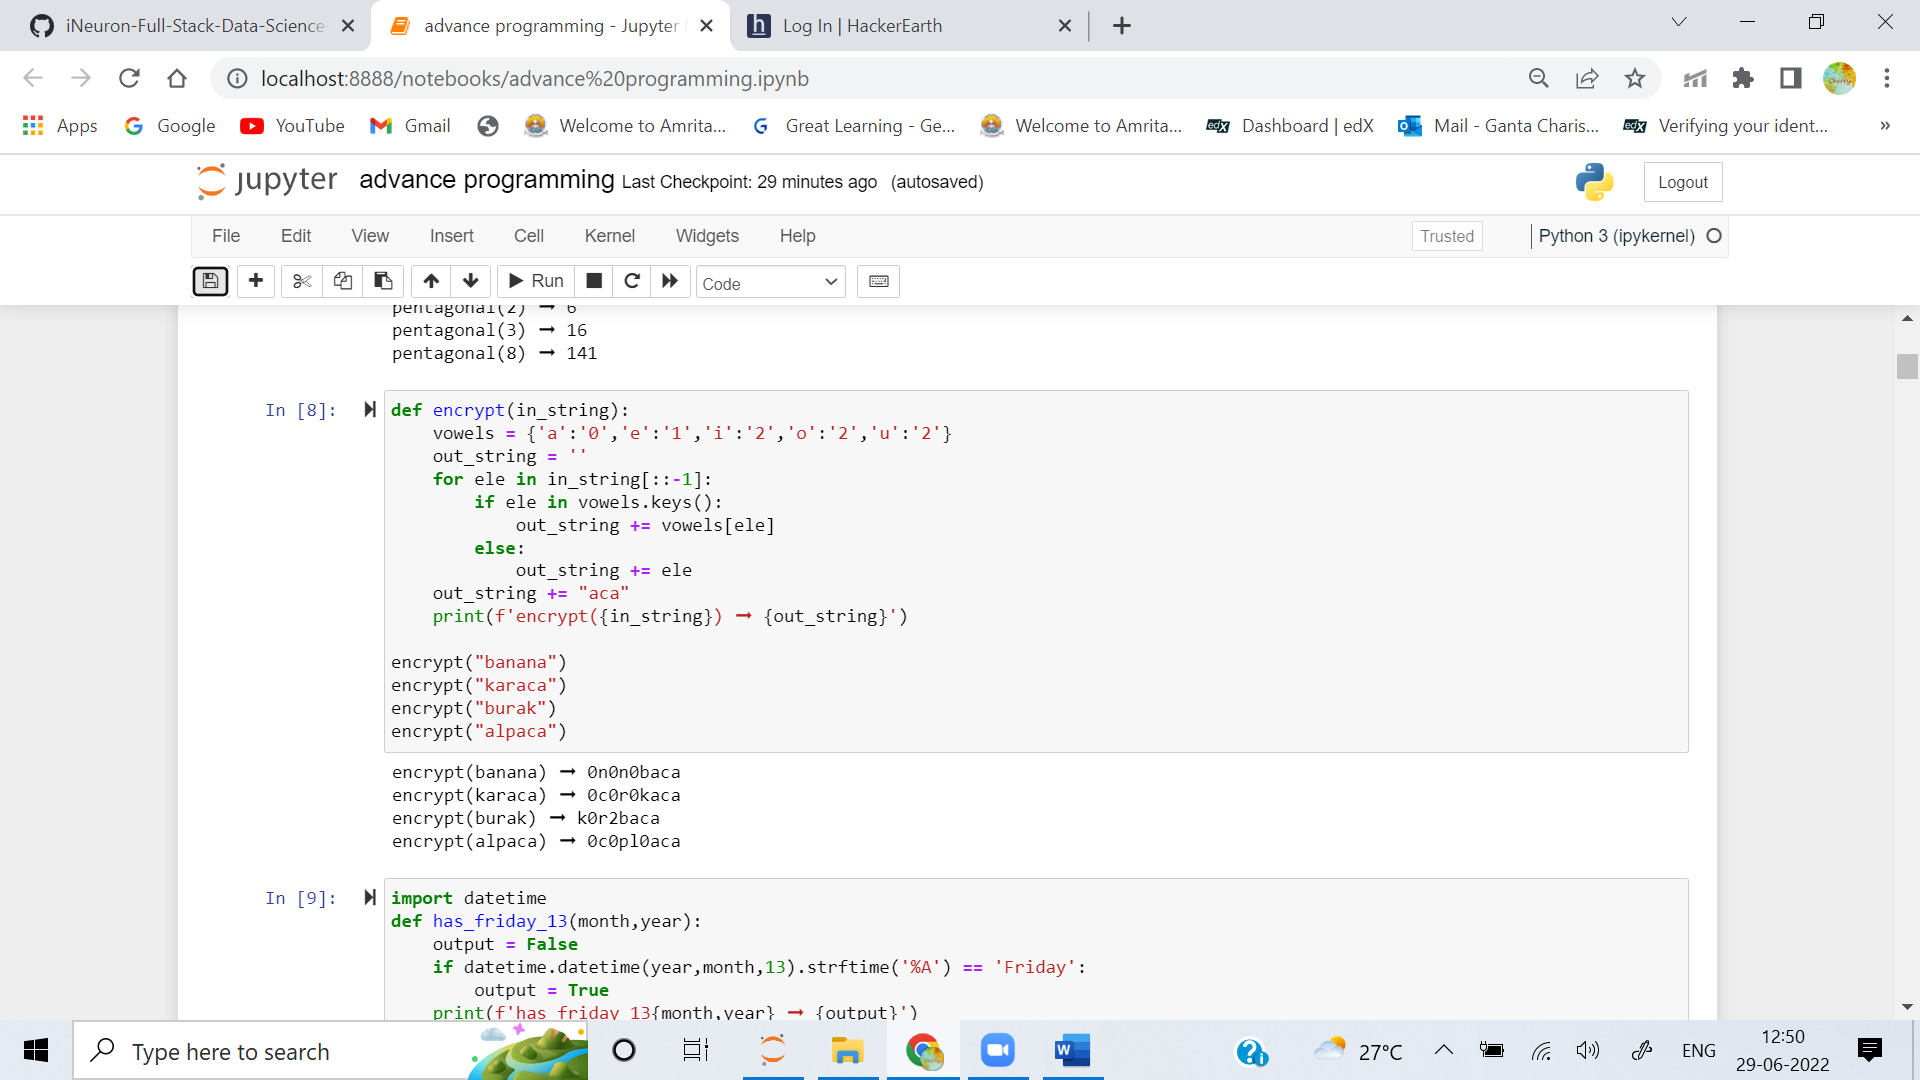 iNeuron-Full-Stack-Data-Science
advance programming - Jupyter
Log In | HackerEarth
localhost:8888/notebooks/advance%20programming.ipynb
Apps
Google
YouTube
Gmail
Welcome to Amrita...
Great Learning - Ge...
Welcome to Amrita...
Dashboard | edX
Mail - Ganta Charis...
Verifying your ident...
»
jupyter
advance programming
Last Checkpoint: 29 minutes ago (autosaved)
Logout
File
Edit
View
Insert
Cell
Kernel
Widgets
Help
Trusted
Python 3 (ipykernel)
Run
Code
pentagonal(2) ➞ 6
pentagonal(3) ➞ 16
pentagonal(8) ➞ 141
In [8]:
def encrypt(in_string):
    vowels = {'a':'0','e':'1','i':'2','o':'2','u':'2'}
    out_string = ''
    for ele in in_string[::-1]:
        if ele in vowels.keys():
            out_string += vowels[ele]
        else:
            out_string += ele
    out_string += "aca"
    print(f'encrypt({in_string}) ➞ {out_string}')
encrypt("banana")
encrypt("karaca")
encrypt("burak")
encrypt("alpaca")
encrypt(banana) ➞ 0n0n0baca
encrypt(karaca) ➞ 0c0r0kaca
encrypt(burak) ➞ k0r2baca
encrypt(alpaca) ➞ 0c0pl0aca
In [9]:
import datetime
def has_friday_13(month,year):
    output = False
    if datetime.datetime(year,month,13).strftime('%A') == 'Friday':
        output = True
    print(f'has_friday_13{month,year} ➞ {output}')
Type here to search
27°C
ENG
12:50
29-06-2022